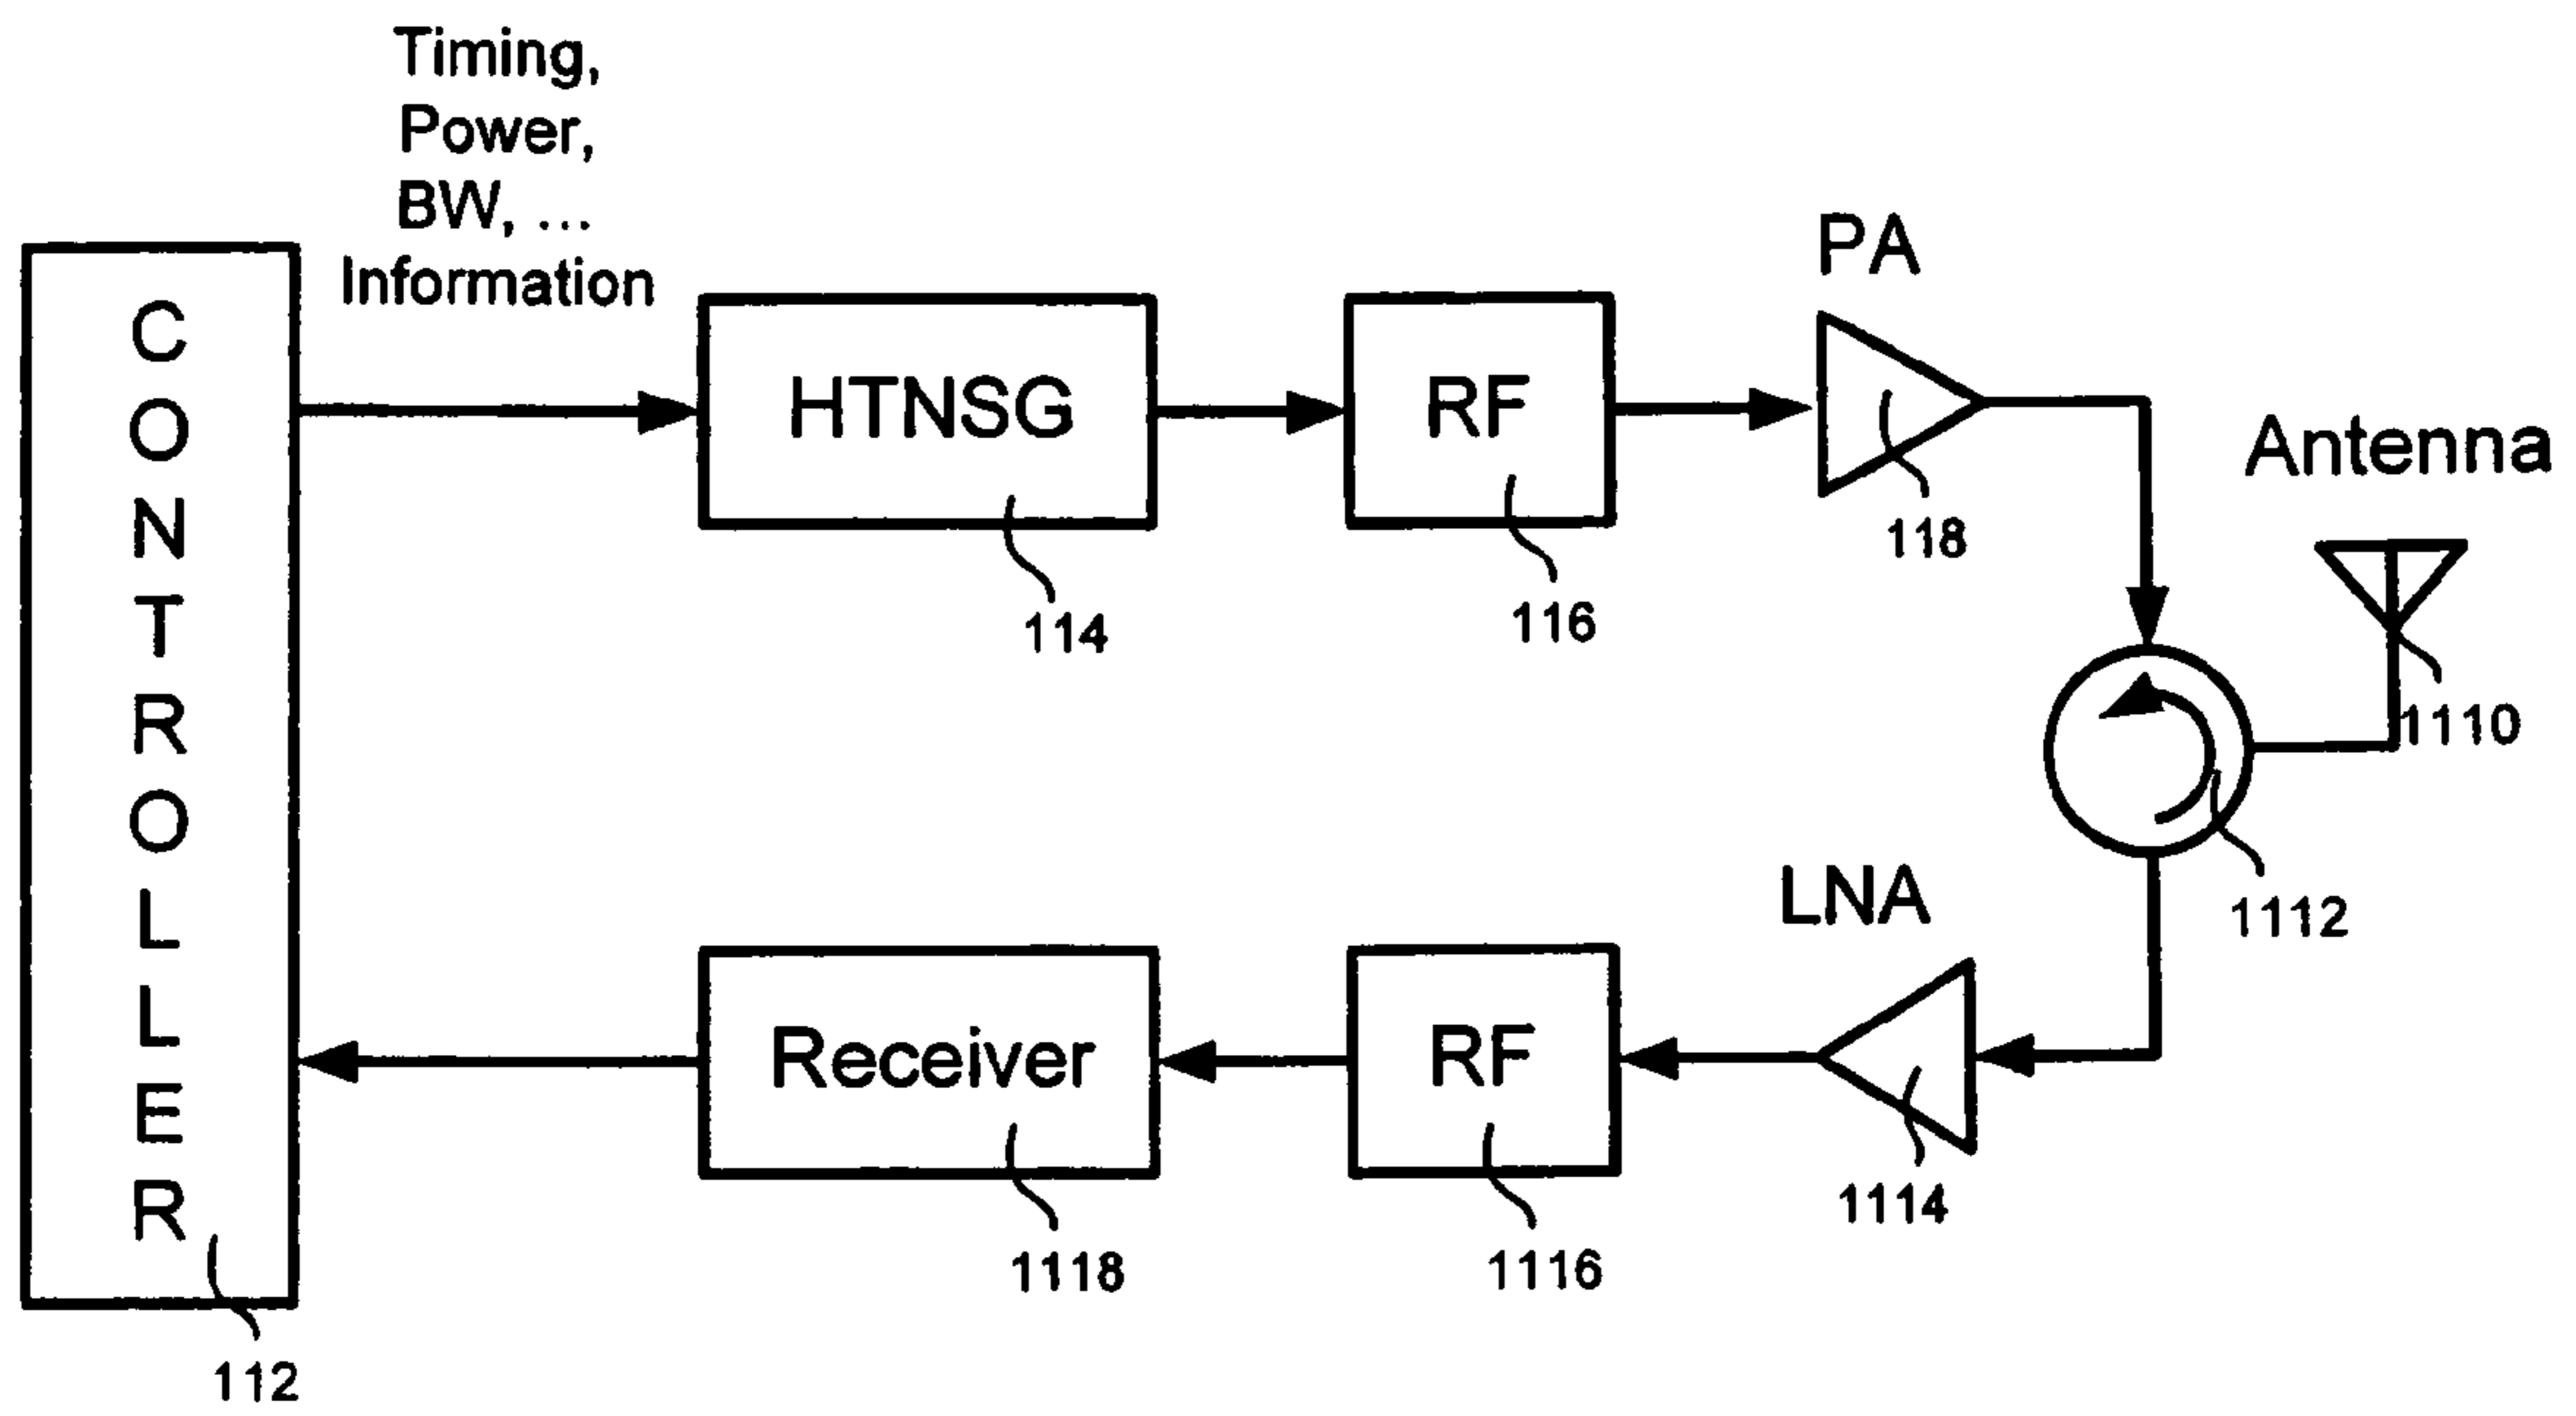 Timing,
Power,
BW, ...
Information
CONTROLLER
112
HTNSG
114
RF
116
PA
118
Antenna
1110
1112
LNA
1114
RF
1116
Receiver
1118